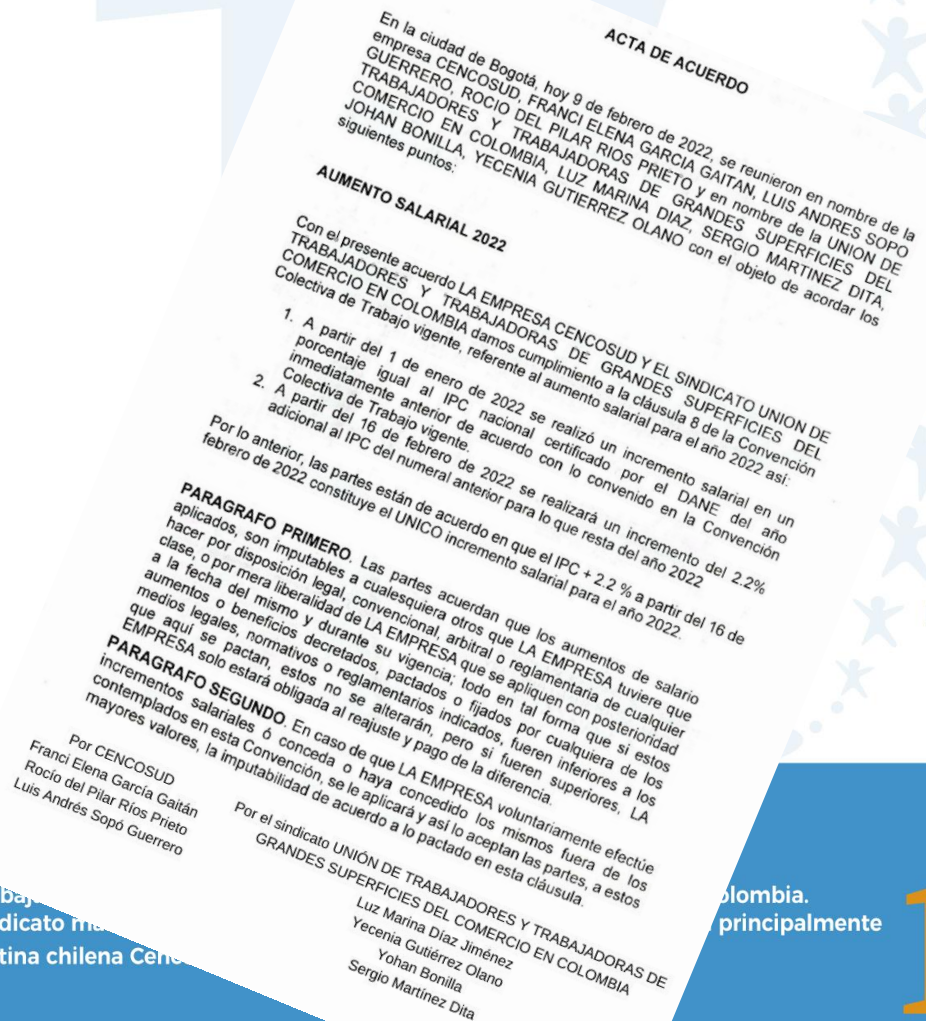 ACTA DE ACUERDO
En la ciudad de Bogotá, hoy 9 de febrero de 2022, se reunieron en nombre de la
empresa CENCOSUD, FRANCI ELENA GARCIA GAITAN, LUIS ANDRES SOPO
GUERRERO, ROCIO DEL PILAR RIOS PRIETO y en nombre de la UNION DE
TRABAJADORES Y TRABAJADORAS DE GRANDES SUPERFICIES DEL
COMERCIO EN COLOMBIA, LUZ MARINA DIAZ, SERGIO MARTINEZ DITA,
JOHAN BONILLA, YECENIA GUTIERREZ OLANO con el objeto de acordar los
siguientes puntos:
AUMENTO SALARIAL 2022
Con el presente acuerdo LA EMPRESA CENCOSUD Y EL SINDICATO UNION DE
TRABAJADORES Y TRABAJADORAS DE GRANDES SUPERFICIES DEL
COMERCIO EN COLOMBIA damos cumplimiento a la cláusula 8 de la Convención
Colectiva de Trabajo vigente, referente al aumento salarial para el año 2022 así:
1. A partir del 1 de enero de 2022 se realizó un incremento salarial en un
porcentaje igual al IPC nacional certificado por el DANE del año
inmediatamente anterior de acuerdo con lo convenido en la Convención
Colectiva de Trabajo vigente.
2. A partir del 16 de febrero de 2022 se realizará un incremento del 2.2%
adicional al IPC del numeral anterior para lo que resta del año 2022
Por lo anterior, las partes están de acuerdo en que el IPC + 2.2 % a partir del 16 de
febrero de 2022 constituye el UNICO incremento salarial para el año 2022.
PARAGRAFO PRIMERO. Las partes acuerdan que los aumentos de salario
aplicados, son imputables a cualesquiera otros que LA EMPRESA tuviere que
hacer por disposición legal, convencional, arbitral o reglamentaria de cualquier
clase, o por mera liberalidad de LA EMPRESA que se apliquen con posterioridad
a la fecha del mismo y durante su vigencia; todo en tal forma que si estos
aumentos o beneficios decretados, pactados o fijados por cualquiera de los
medios legales, normativos o reglamentarios indicados, fueren inferiores a los
que aquí se pactan, estos no se alterarán, pero si fueren superiores, LA
EMPRESA solo estará obligada al reajuste y pago de la diferencia.
PARAGRAFO SEGUNDO. En caso de que LA EMPRESA voluntariamente efectúe
incrementos salariales ó conceda o haya concedido los mismos fuera de los
contemplados en esta Convención, se le aplicará y así lo aceptan las partes, a estos
mayores valores, la imputabilidad de acuerdo a lo pactado en esta cláusula.
Por CENCOSUD
Franci Elena García Gaitán
Rocío del Pilar Ríos Prieto
Luis Andrés Sopó Guerrero
Por el sindicato UNIÓN DE TRABAJADORES Y TRABAJADORAS DE
GRANDES SUPERFICIES DEL COMERCIO EN COLOMBIA
Luz Marina Díaz Jiménez
Yecenia Gutiérrez Olano
Yohan Bonilla
Sergio Martínez Dita
olombia.
dicato principalmente
tina chilena